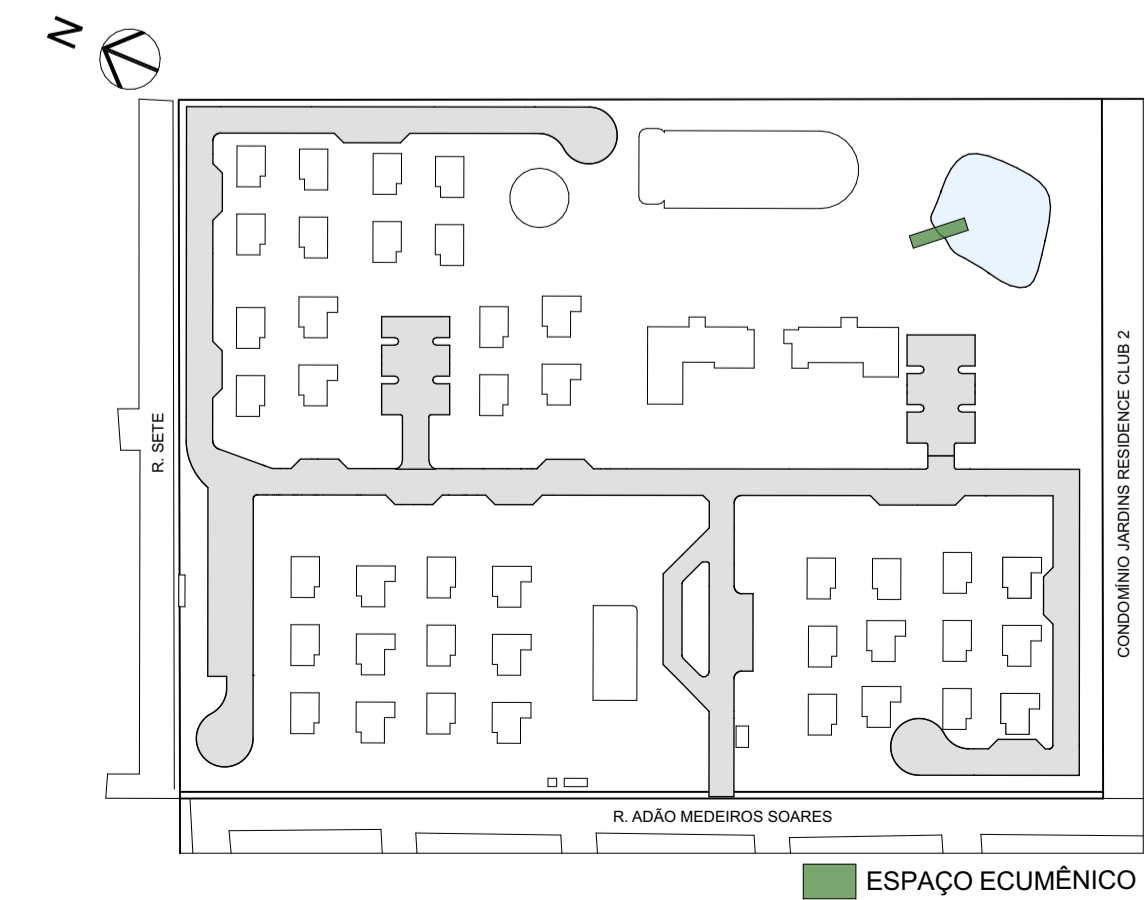 N
R. SETE
CONDOMÍNIO JARDINS RESIDENCE CLUB 2
R. ADÃO MEDEIROS SOARES
ESPAÇO ECUMÊNICO